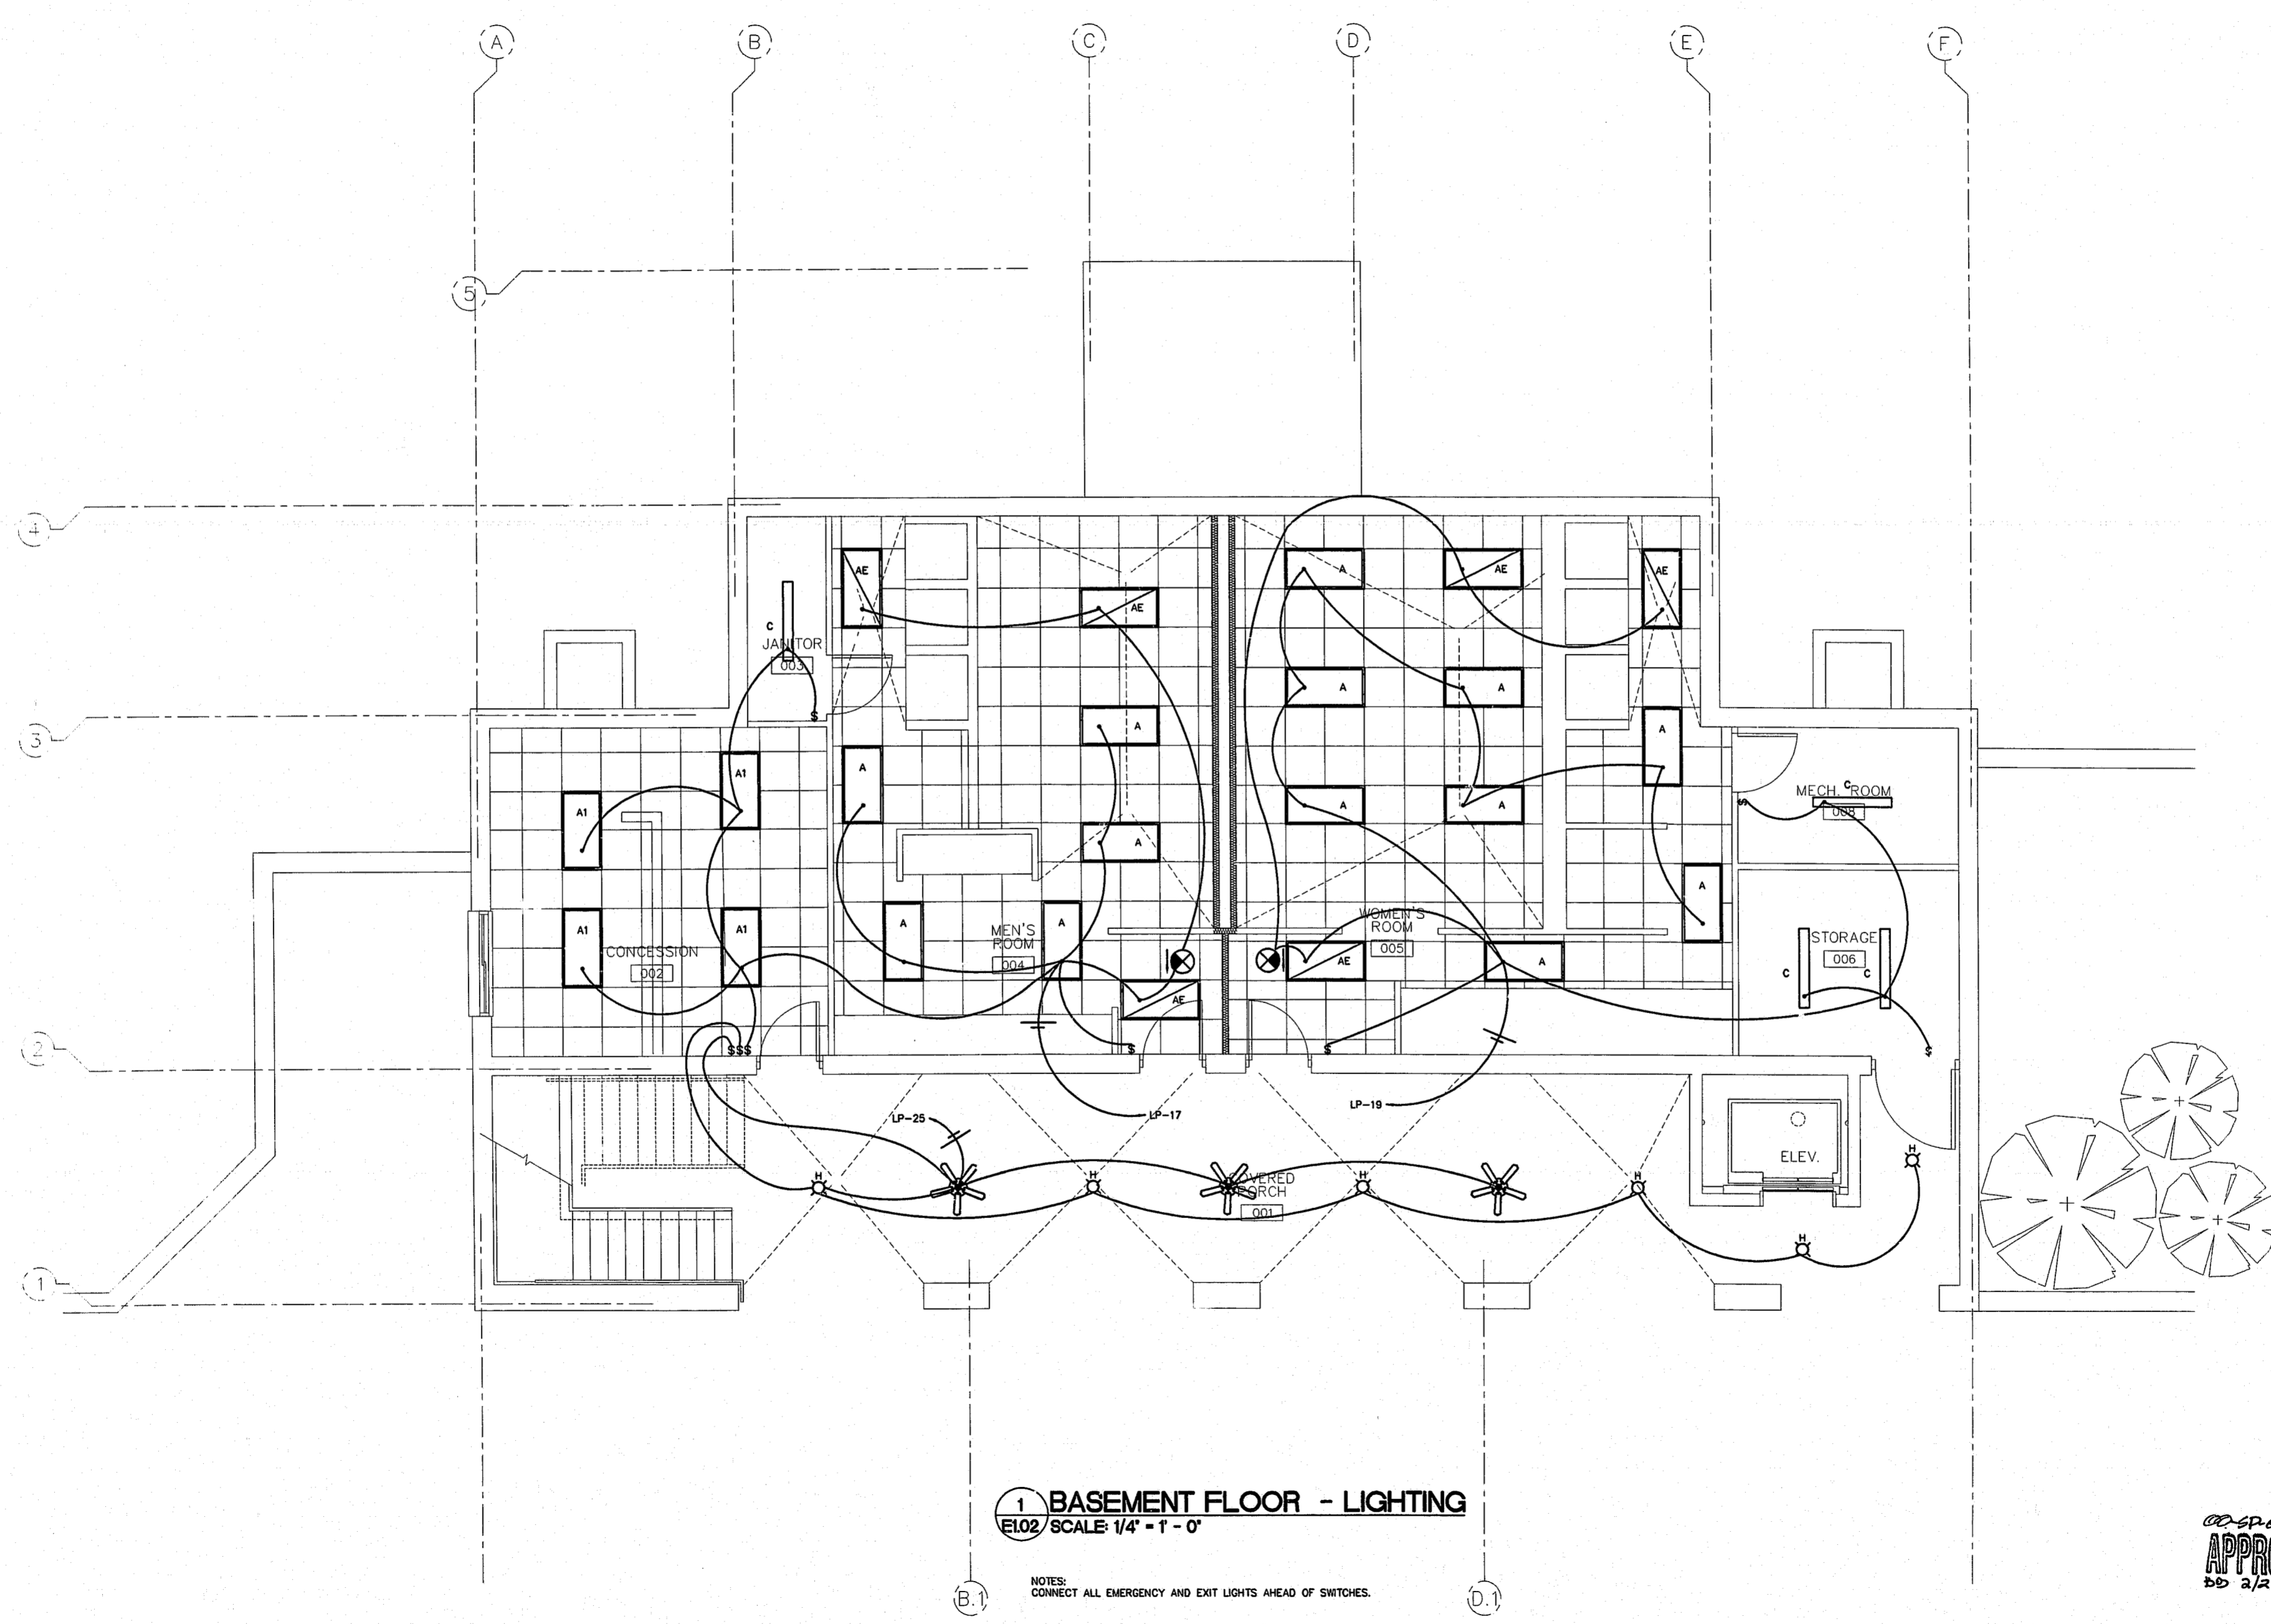 A
B
C
D
E
F
5
4
3
2
1
AE
AE
A
AE
AE
C
JANITOR
003
A
A
A
A
A
A
A1
A1
A
A
A
A
C
MECH. ROOM
008
A
A1
A1
CONCESSION
002
A
MEN'S
ROOM
004
A
WOMEN'S
ROOM
005
AE
A
STORAGE
006
C
C
AE
$$$
$
$
$
$
$
LP-25
LP-17
LP-19
H
H
H
H
H
H
COVERED
PORCH
001
ELEV.
1
E1.02
BASEMENT FLOOR - LIGHTING
SCALE: 1/4" = 1' - 0"
NOTES:
CONNECT ALL EMERGENCY AND EXIT LIGHTS AHEAD OF SWITCHES.
B.1
D.1
APPR
2/2